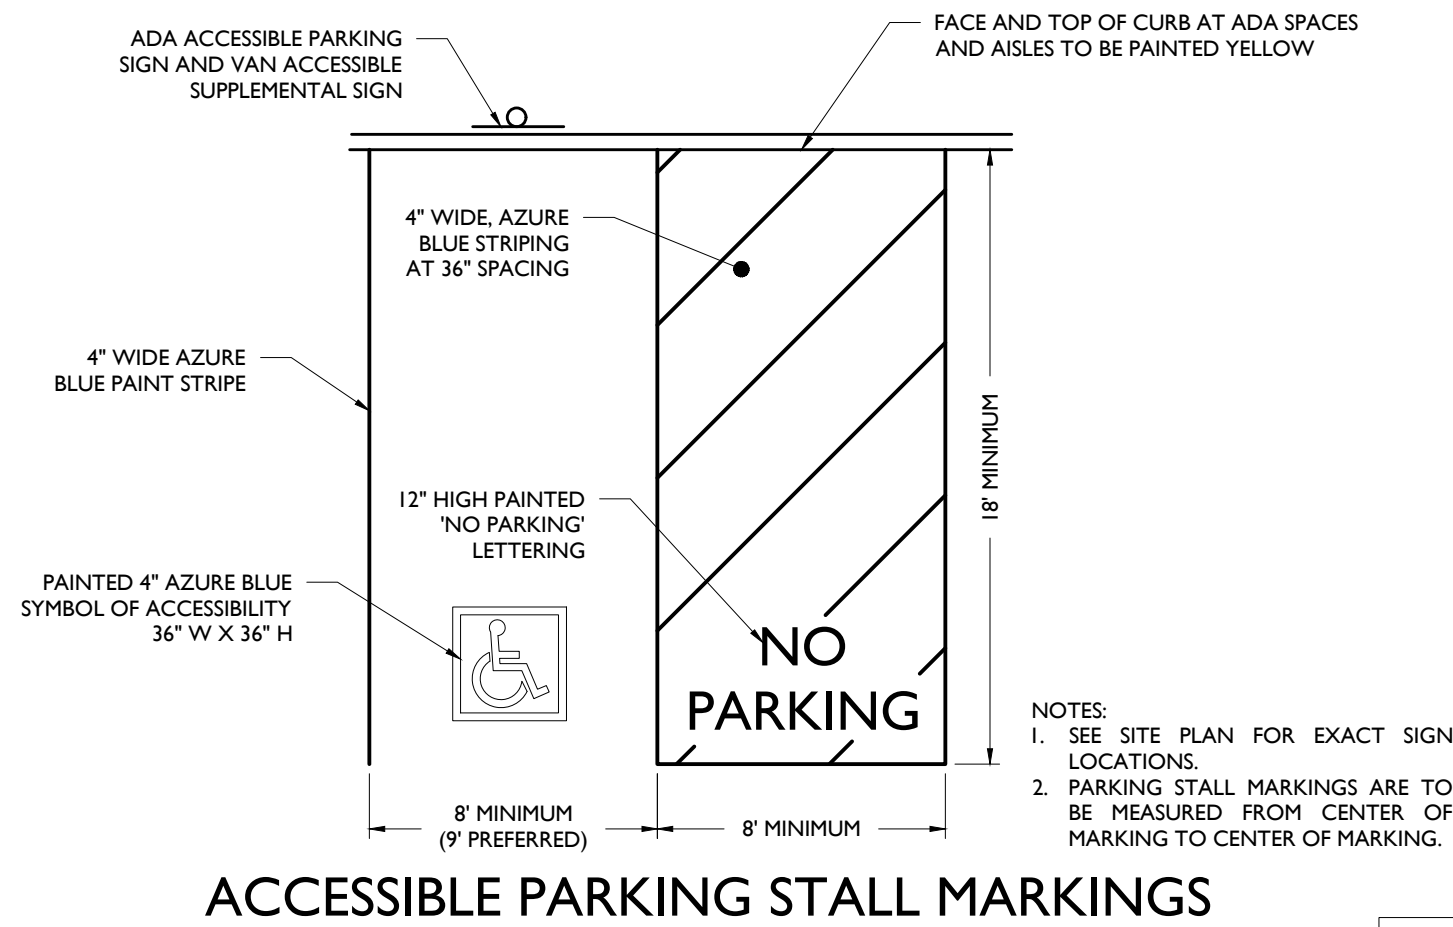 ADA ACCESSIBLE PARKING
SIGN AND VAN ACCESSIBLE
SUPPLEMENTAL SIGN
FACE AND TOP OF CURB AT ADA SPACES
AND AISLES TO BE PAINTED YELLOW
4" WIDE, AZURE
BLUE STRIPING
AT 36" SPACING
4" WIDE AZURE
BLUE PAINT STRIPE
18' MINIMUM
12" HIGH PAINTED
'NO PARKING'
LETTERING
PAINTED 4" AZURE BLUE
SYMBOL OF ACCESSIBILITY
36" W X 36" H
NO
PARKING
NOTES:
1. SEE SITE PLAN FOR EXACT SIGN
LOCATIONS.
2. PARKING STALL MARKINGS ARE TO
BE MEASURED FROM CENTER OF
MARKING TO CENTER OF MARKING.
8' MINIMUM
(9' PREFERRED)
8' MINIMUM
ACCESSIBLE PARKING STALL MARKINGS